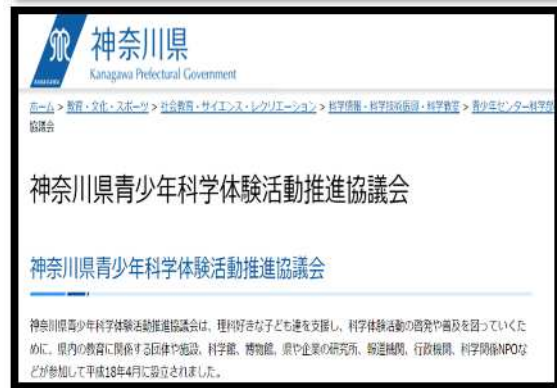 神奈川県
Kanagawa Prefectural Government
ホーム > 教育・文化・スポーツ > 社会教育・サイエンス・レクリエーション > 科学情報・科学技術振興・科学教室 > 青少年センター科学部
協議会
神奈川県青少年科学体験活動推進協議会
神奈川県青少年科学体験活動推進協議会
神奈川県青少年科学体験活動推進協議会は、理科好きな子ども達を支援し、科学体験活動の啓発や普及を図っていくた
めに、県内の教育に関係する団体や施設、科学館、博物館、県や企業の研究所、報道機関、行政機関、科学関係NPOな
どが参加して平成18年4月に設立されました。